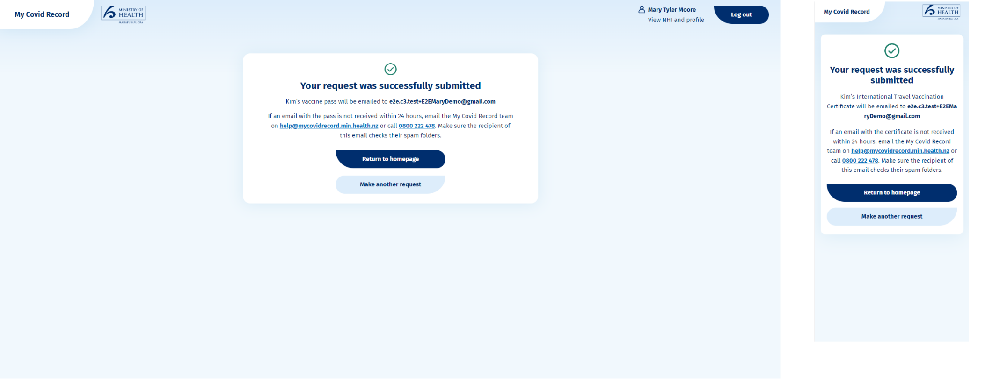 My Covid Record
MINISTRY OF
HEALTH
MANATŪ HAUORA
Mary Tyler Moore
View NHI and profile
Log out
Your request was successfully submitted
Kim’s vaccine pass will be emailed to e2e.c3.test+E2EMaryDemo@gmail.com
If an email with the pass is not received within 24 hours, email the My Covid Record team
on help@mycovidrecord.min.health.nz or call 0800 222 478. Make sure the recipient of
this email checks their spam folders.
Return to homepage
Make another request
My Covid Record
MINISTRY OF
HEALTH
MANATŪ HAUORA
Your request was successfully
submitted
Kim’s International Travel Vaccination
Certificate will be emailed to e2e.c3.test+E2EMa
ryDemo@gmail.com
If an email with the certificate is not received
within 24 hours, email the My Covid Record
team on help@mycovidrecord.min.health.nz or
call 0800 222 478. Make sure the recipient of
this email checks their spam folders.
Return to homepage
Make another request